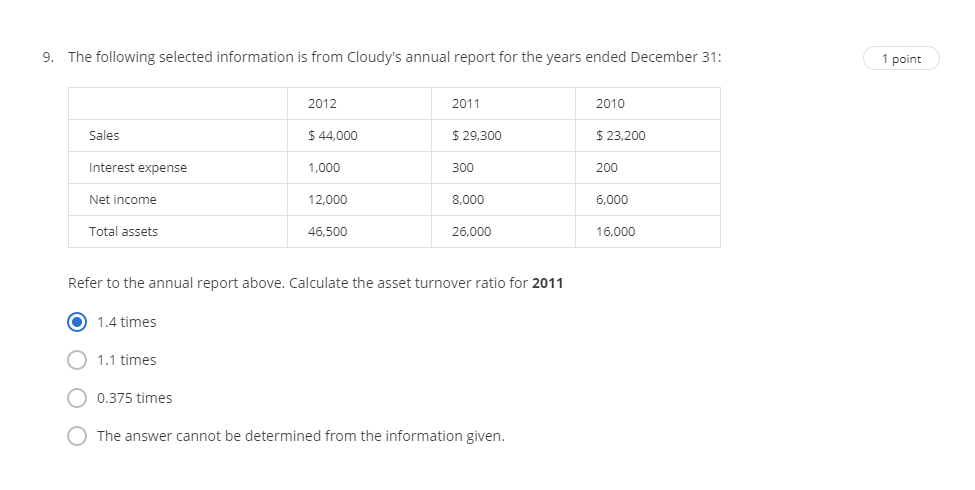 9. The following selected information is from Cloudy's annual report for the years ended December 31:
1 point
2012 2011 2010
Sales $ 44,000 $ 29,300 $ 23,200
Interest expense 1,000 300 200
Net income 12,000 8,000 6,000
Total assets 46,500 26,000 16,000
Refer to the annual report above. Calculate the asset turnover ratio for 2011
1.4 times
1.1 times
0.375 times
The answer cannot be determined from the information given.